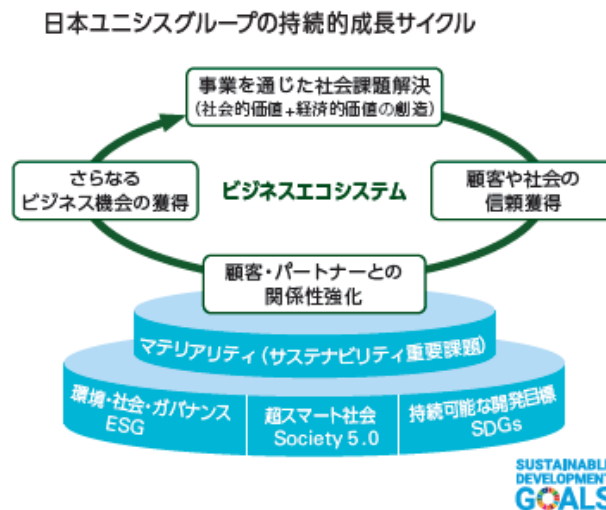 日本ユニシスグループの持続的成長サイクル
事業を通じた社会課題解決
(社会的価値+経済的価値の創造)
さらなる
ビジネス機会の獲得
ビジネスエコシステム
顧客や社会の
信頼獲得
顧客・パートナーとの
関係性強化
マテリアリティ(サステナビリティ重要課題)
環境・社会・ガバナンス
ESG
超スマート社会
Society 5.0
持続可能な開発目標
SDGs
SUSTAINABLE
DEVELOPMENT
GOALS